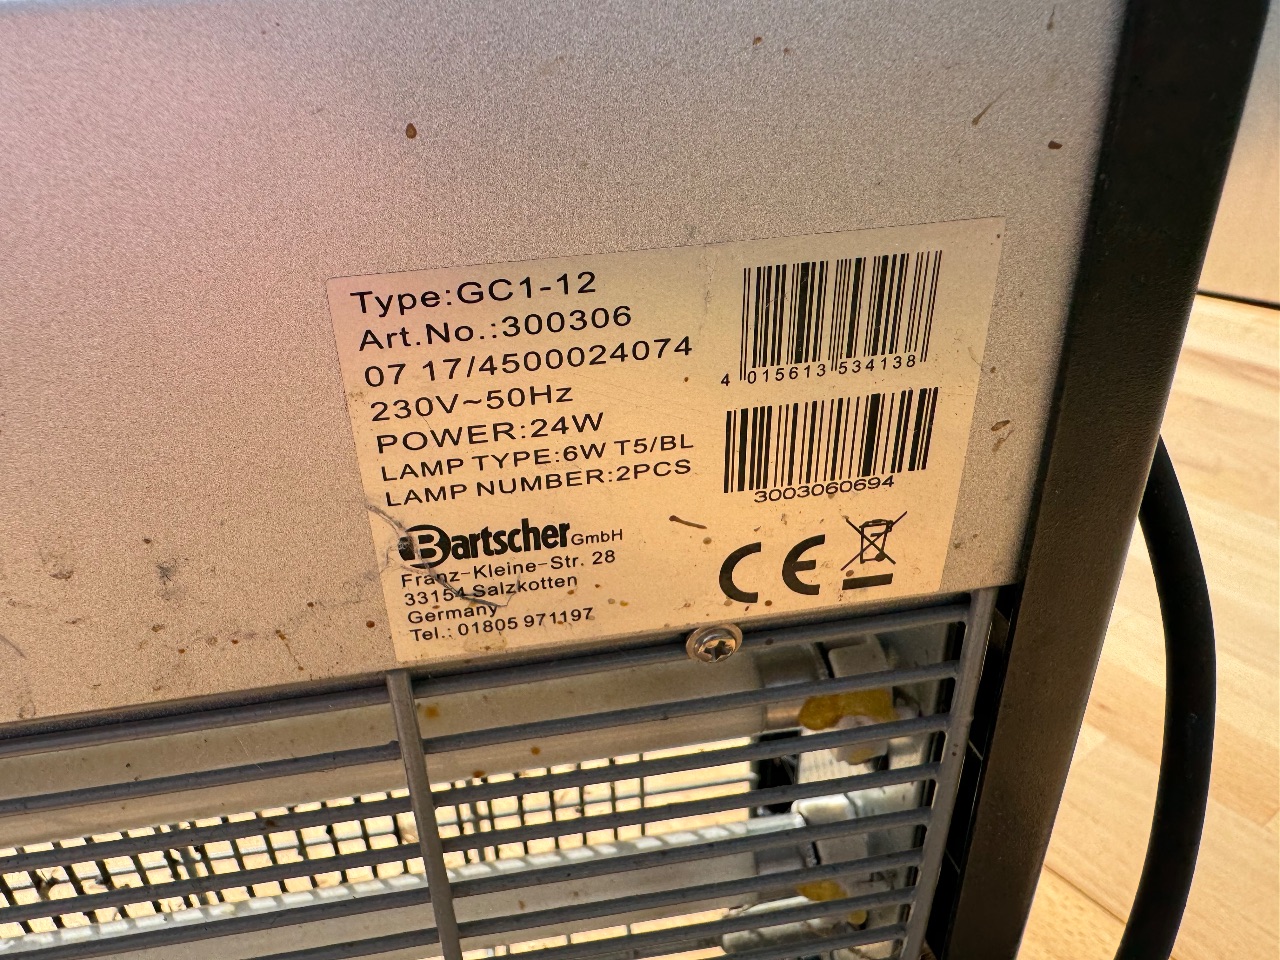 Type:GC1-12
Art.No.:300306
07 17/4500024074
230V~50Hz
POWER:24W
LAMP TYPE:6W T5/BL
LAMP NUMBER:2PCS
Bartscher GmbH
Franz-Kleine-Str. 28
33154 Salzkotten
Germany
Tel.: 01805 971197
4 015613 534138
3003060694
CE